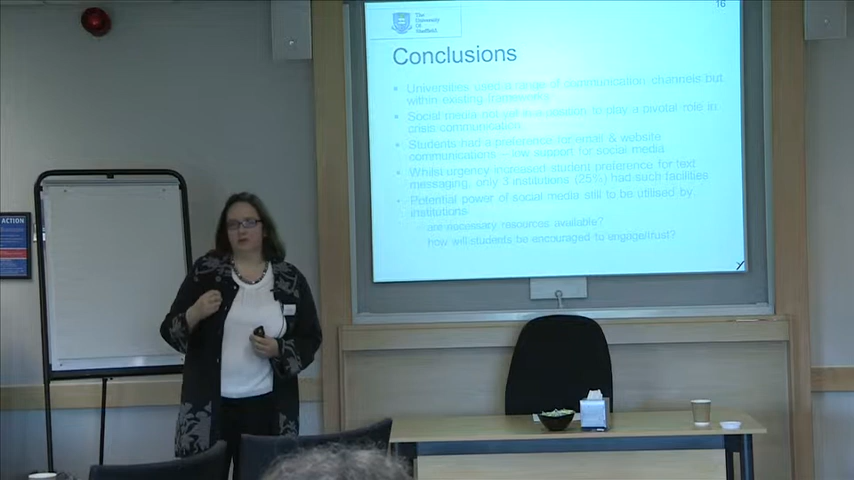 16
The
University
Of
Sheffield
Conclusions
Universities used a range of communication channels but
within existing frameworks
Social media not yet to play a pivotal role in
crisis communication
Students had a preference for email & website
communications – low support for social media
Whilst urgency increased student preference for text
messaging, only 3 institutions (25%) had such facilities
Potential power of social media still to be utilised by
institutions
are necessary resources available?
how will students be encouraged to engage/trust?
ACTION